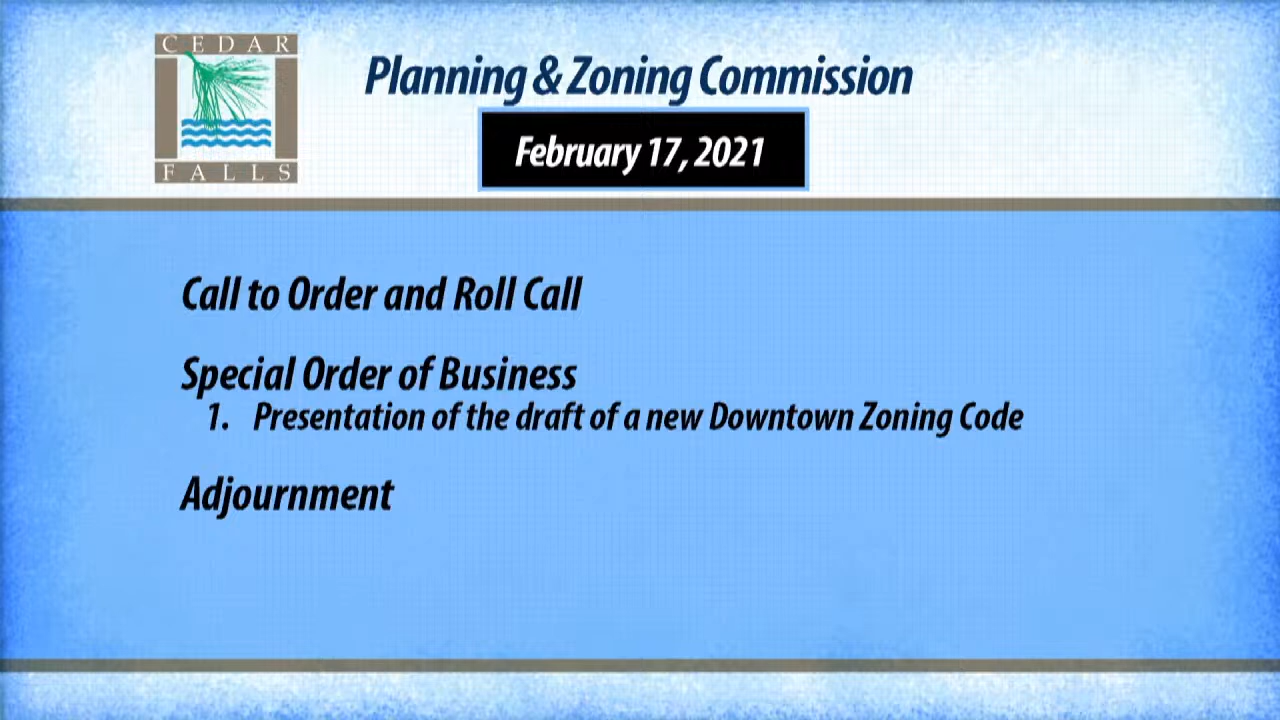 CEDAR
FALLS
Planning & Zoning Commission
February 17, 2021
Call to Order and Roll Call
Special Order of Business
1. Presentation of the draft of a new Downtown Zoning Code
Adjournment